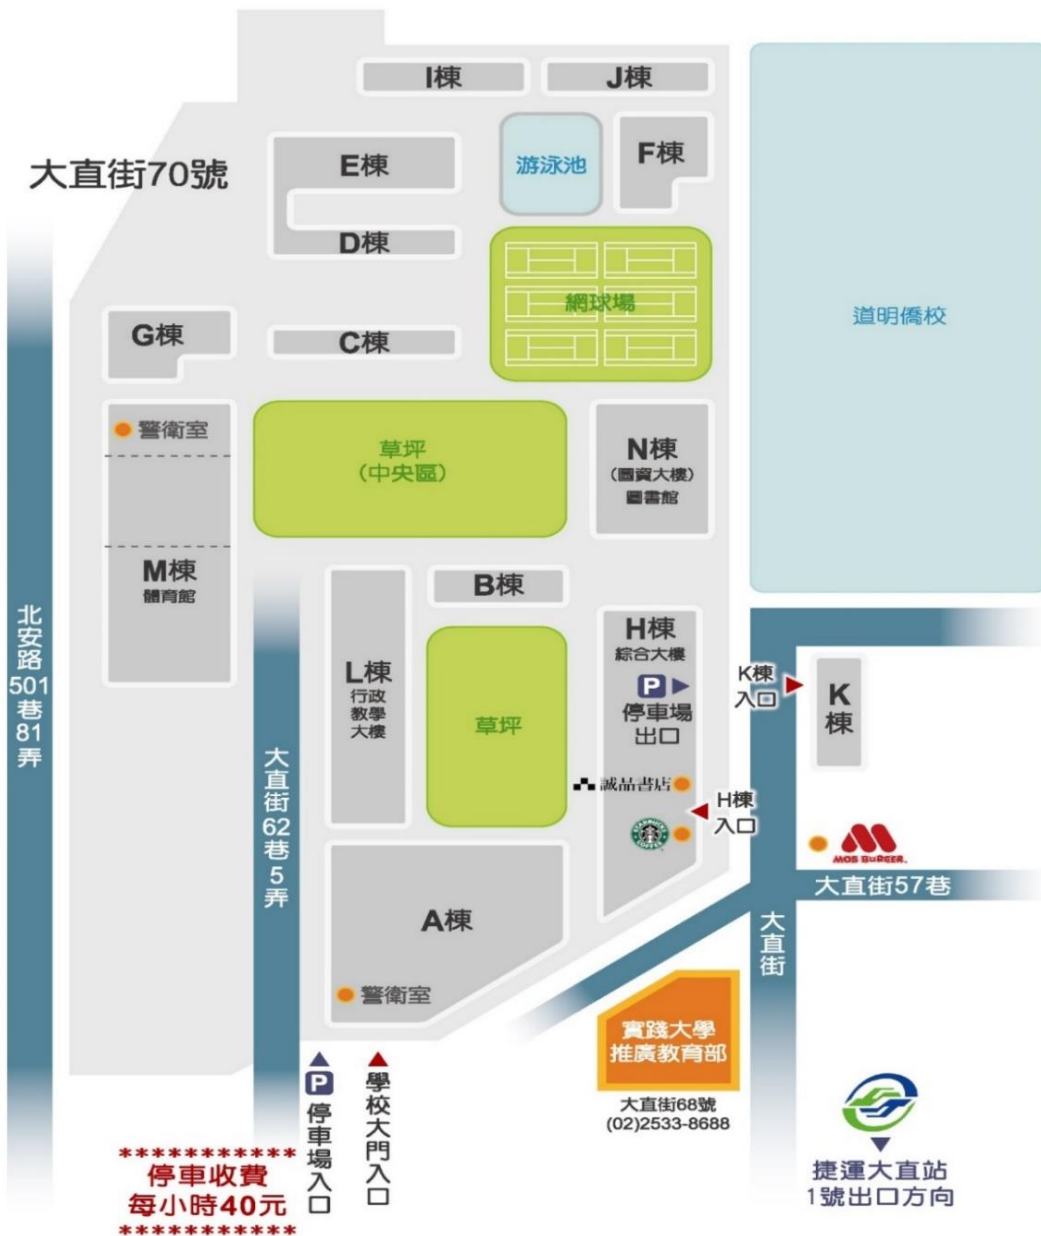 I棟
J棟
E棟
游泳池
F棟
大直街70號
D棟
網球場
道明僑校
G棟
C棟
警衛室
草坪
(中央區)
N棟
(圖資大樓)
圖書館
M棟
體育館
B棟
北安路501巷81弄
L棟
行政
教學
大樓
草坪
H棟
綜合大樓
P
停車場
出口
K棟
入口
K
棟
大直街62巷5弄
誠品書店
H棟
入口
STARBUCKS COFFEE
MOS BURGER
大直街57巷
A棟
大直街
警衛室
實踐大學
推廣教育部
大直街68號
(02)2533-8688
P
停車場入口
學校大門入口
***********
停車收費
每小時40元
***********
捷運大直站
1號出口方向